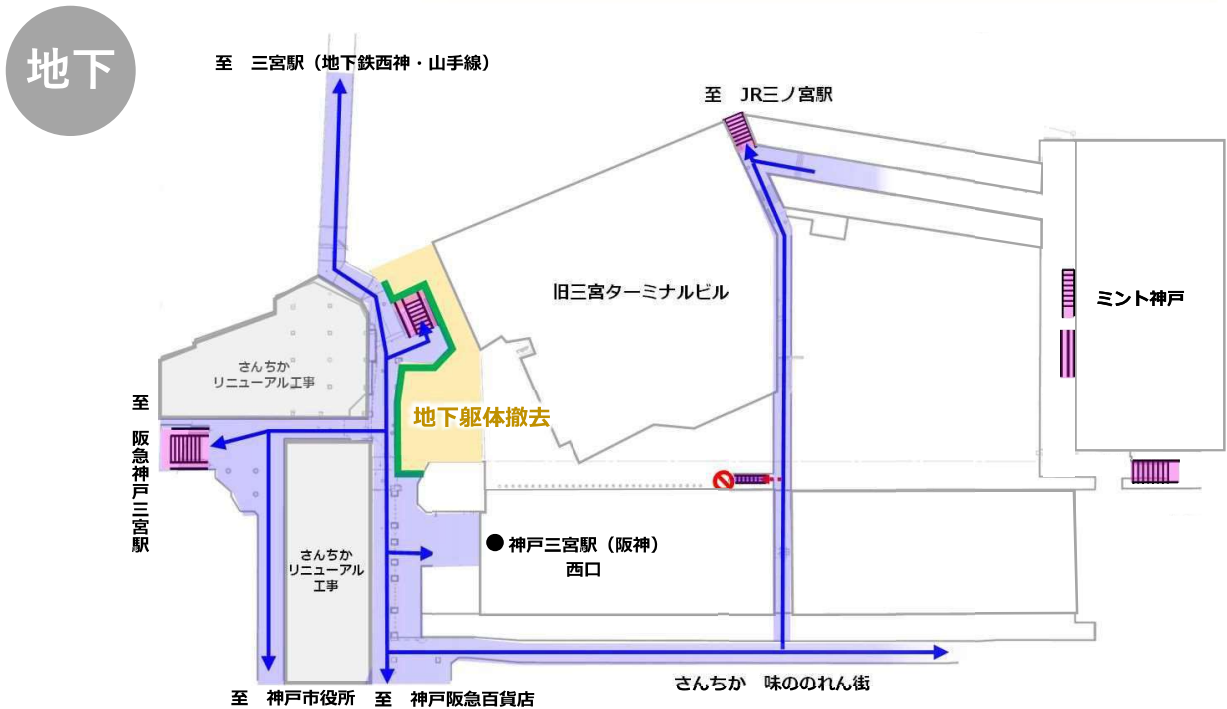 地下
至 三宮駅（地下鉄西神・山手線）
至 JR三ノ宮駅
旧三宮ターミナルビル
ミント神戸
さんちか
リニューアル工事
地下躯体撤去
至 阪急神戸三宮駅
神戸三宮駅（阪神）
西口
さんちか
リニューアル
工事
さんちか 味ののれん街
至 神戸市役所
至 神戸阪急百貨店